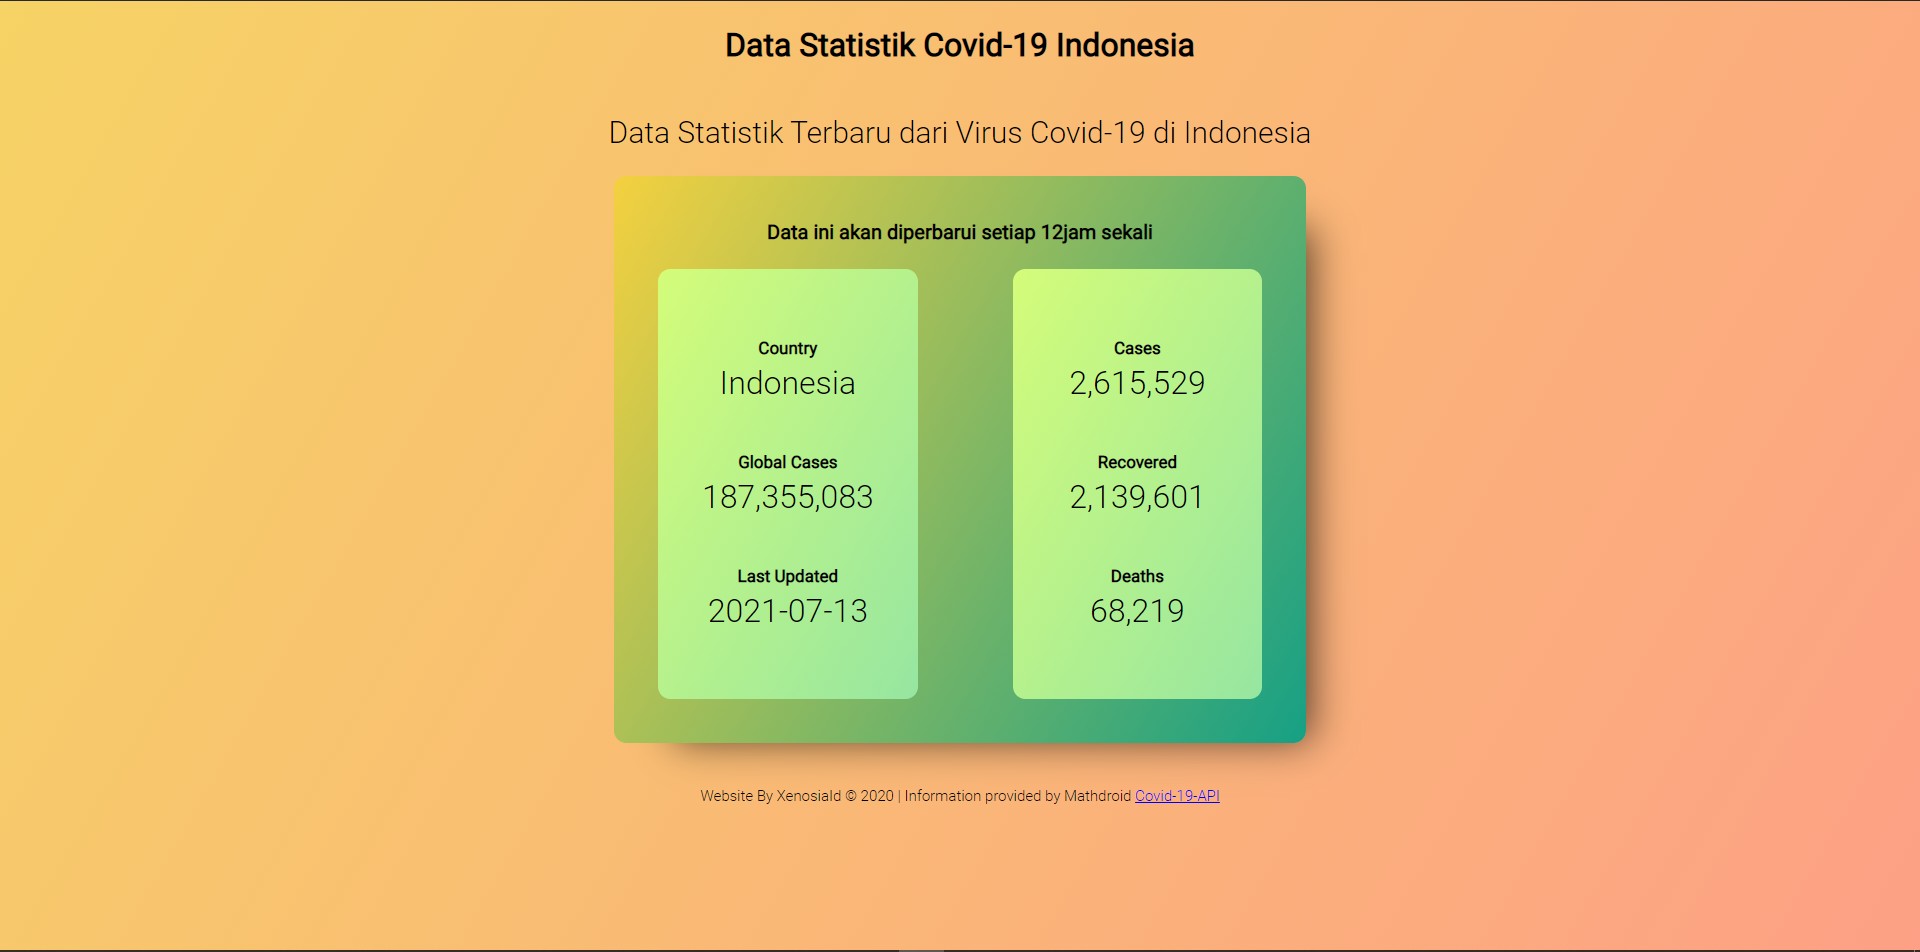 Data Statistik Covid-19 Indonesia
Data Statistik Terbaru dari Virus Covid-19 di Indonesia
Data ini akan diperbarui setiap 12jam sekali
Country
Indonesia
Global Cases
187,355,083
Last Updated
2021-07-13
Cases
2,615,529
Recovered
2,139,601
Deaths
68,219
Website By XenosiaId © 2020 | Information provided by Mathdroid Covid-19-API